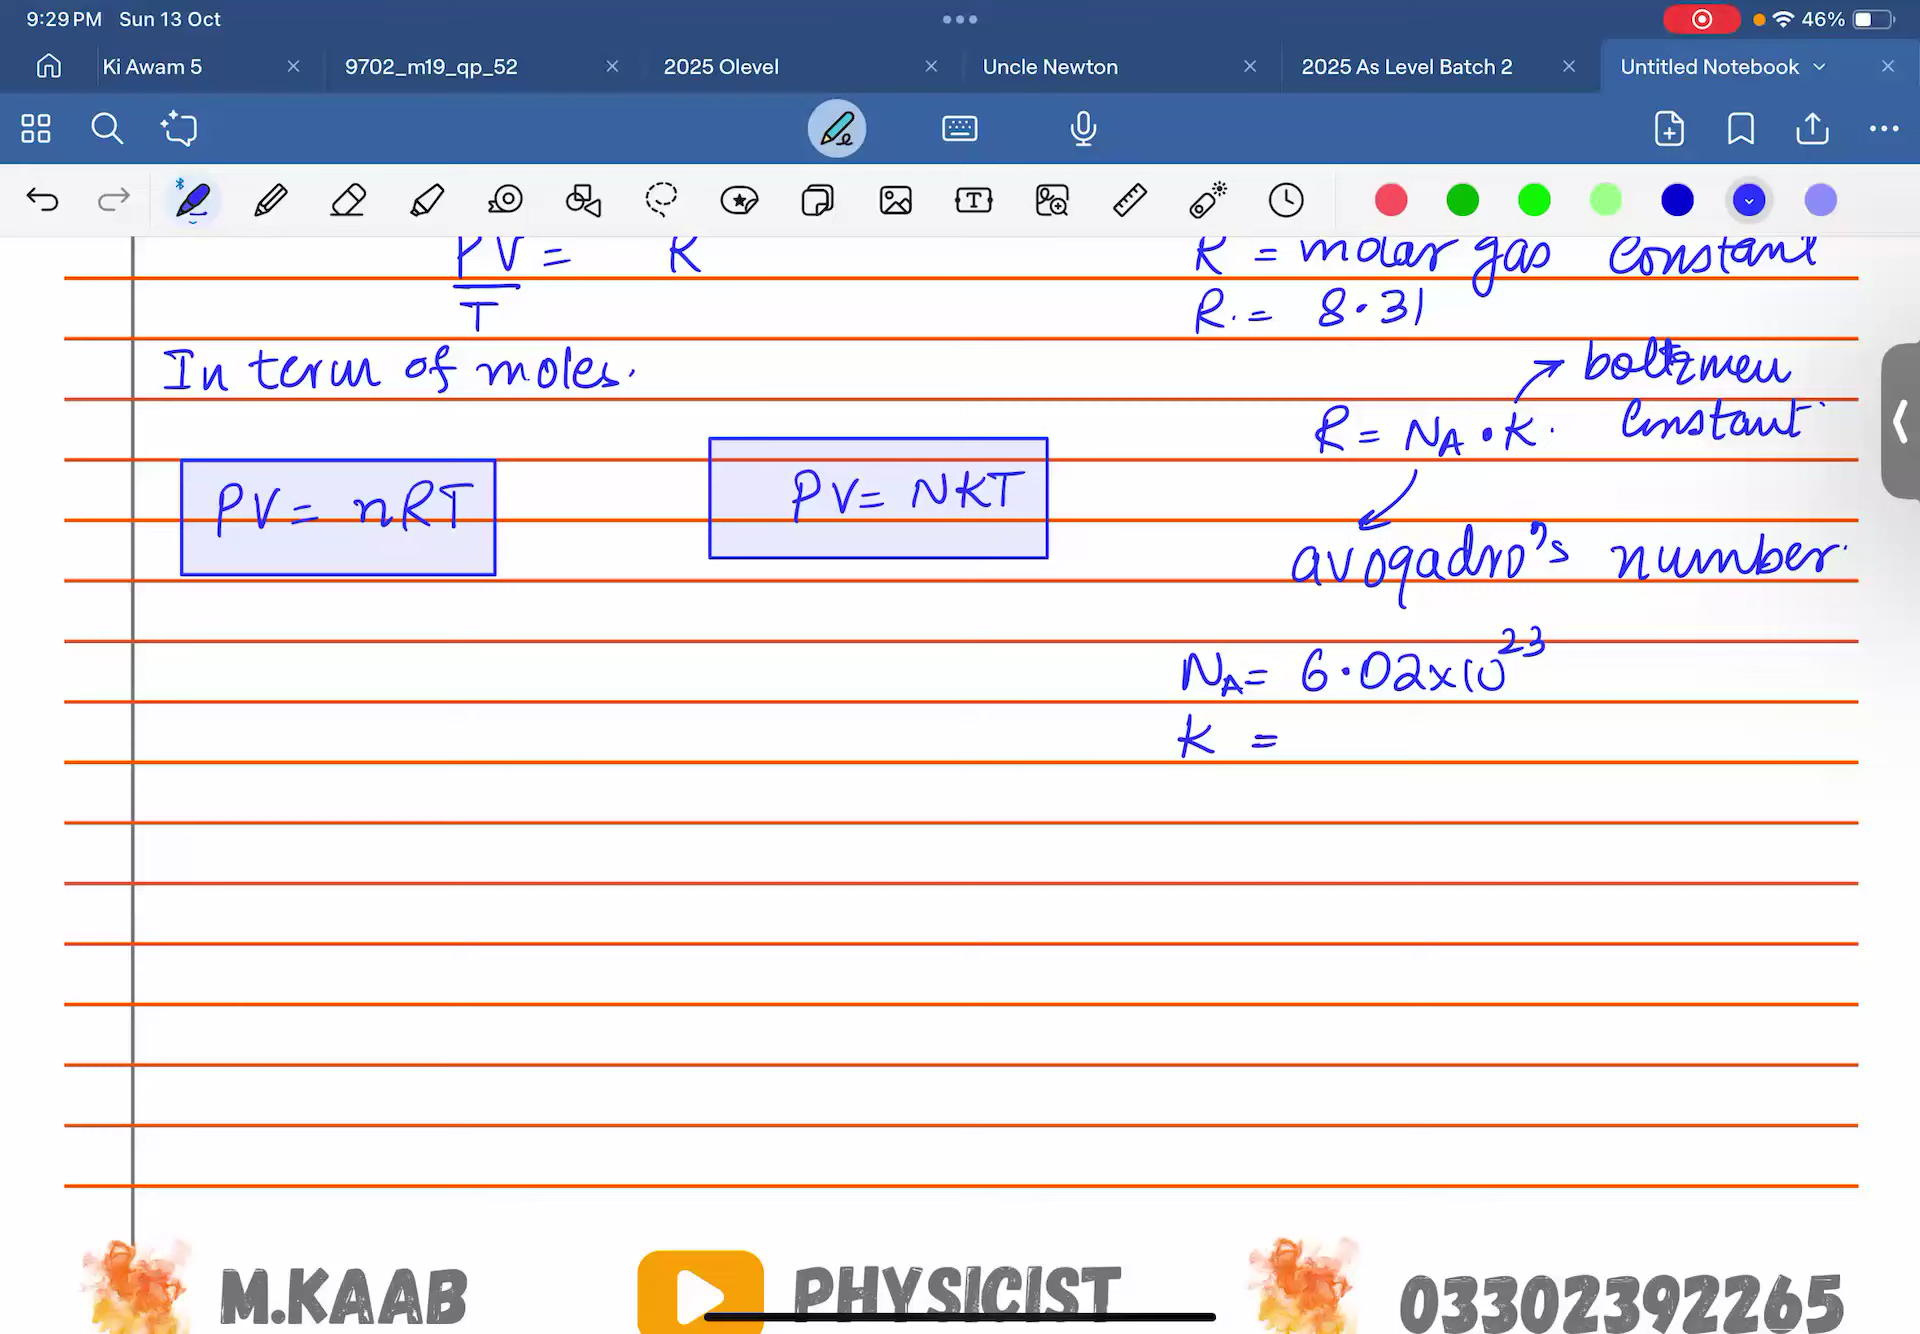 9:29 PM Sun 13 Oct 46%
Ki Awam 5 9702_m19_qp_52 2025 Olevel Uncle Newton 2025 As Level Batch 2 Untitled Notebook
PV = K
T
R = molar gas constant
R. = 8.31
In term of moles.
boltzmen
constant
R = NA • K.
PV = nRT
PV = NKT
avogadro's number.
NA = 6.02x10^23
K =
M.KAAB PHYSICIST 03302392265